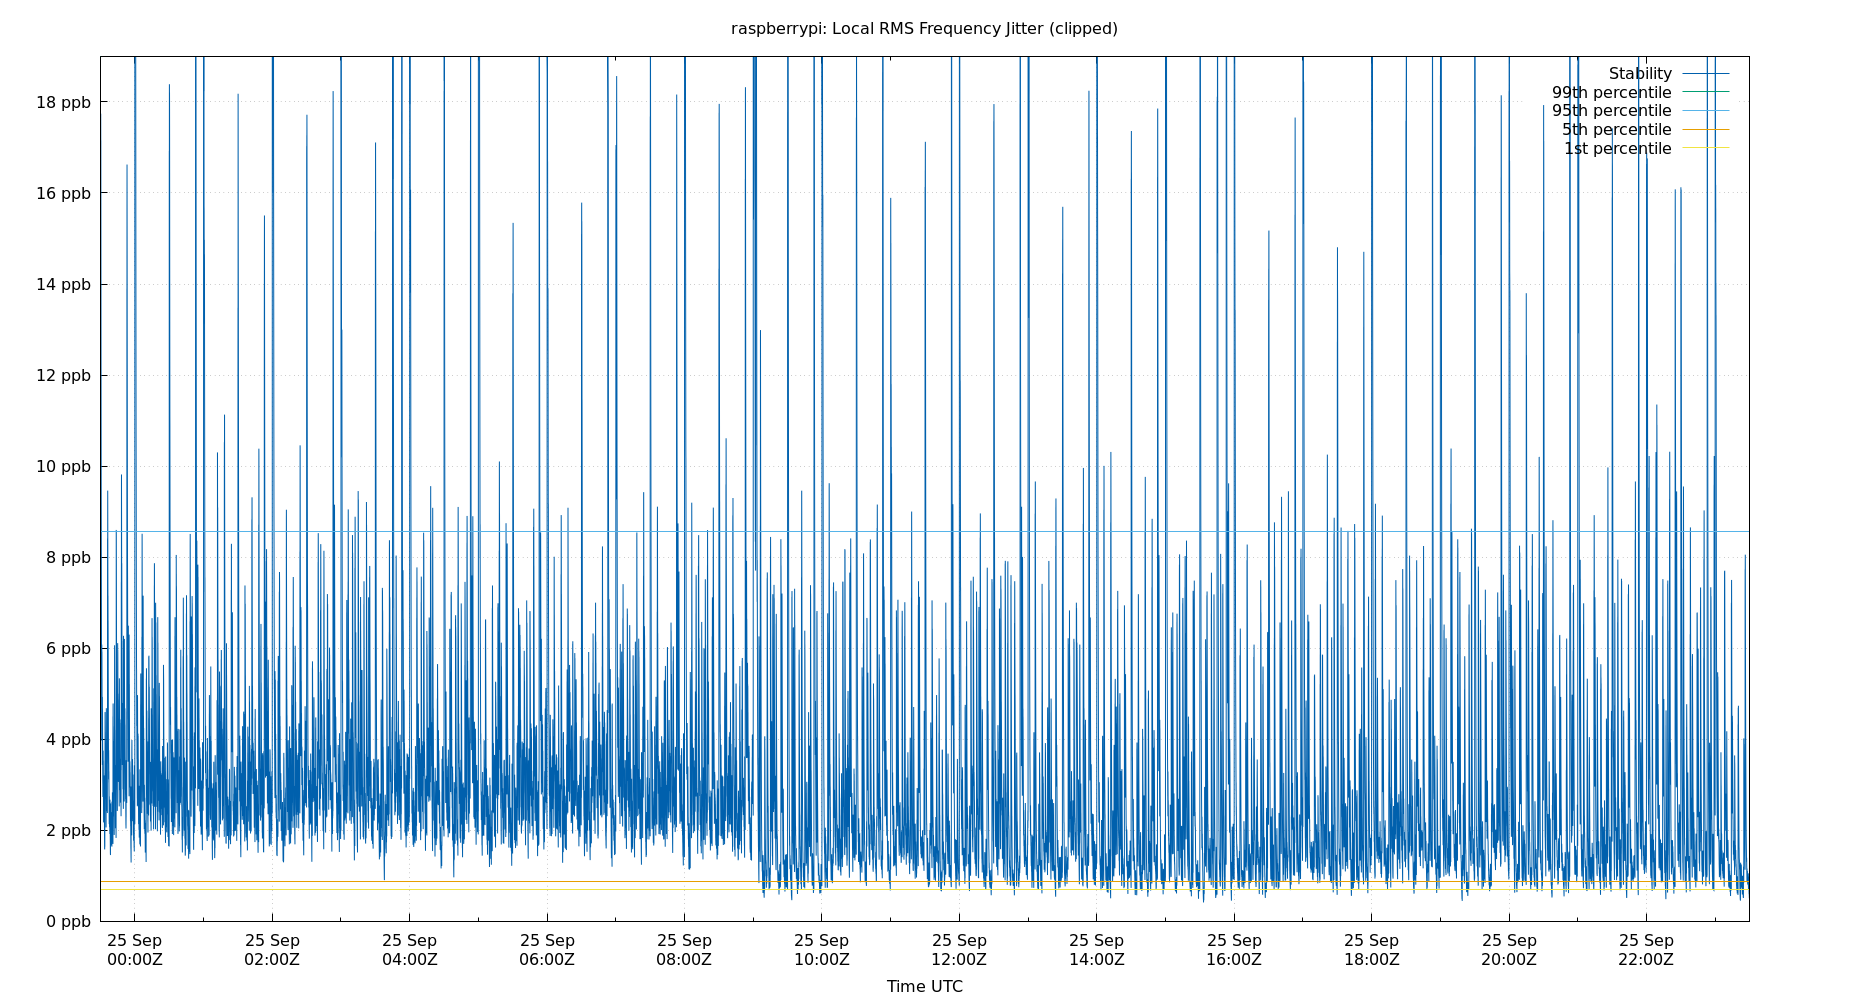 raspberrypi: Local RMS Frequency Jitter (clipped)
Stability
99th percentile
95th percentile
5th percentile
1st percentile
18 ppb
16 ppb
14 ppb
12 ppb
10 ppb
8 ppb
6 ppb
4 ppb
2 ppb
0 ppb
25 Sep 25 Sep 25 Sep 25 Sep 25 Sep 25 Sep 25 Sep 25 Sep 25 Sep 25 Sep 25 Sep 25 Sep
00:00Z 02:00Z 04:00Z 06:00Z 08:00Z 10:00Z 12:00Z 14:00Z 16:00Z 18:00Z 20:00Z 22:00Z
Time UTC